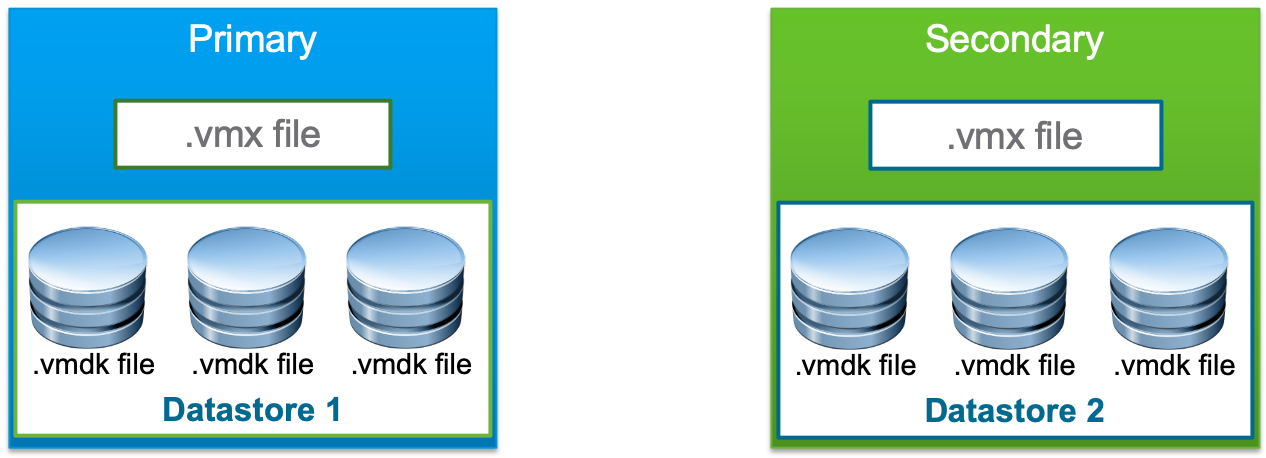 Primary
.vmx file
.vmdk file
.vmdk file
.vmdk file
Datastore 1
Secondary
.vmx file
.vmdk file
.vmdk file
.vmdk file
Datastore 2